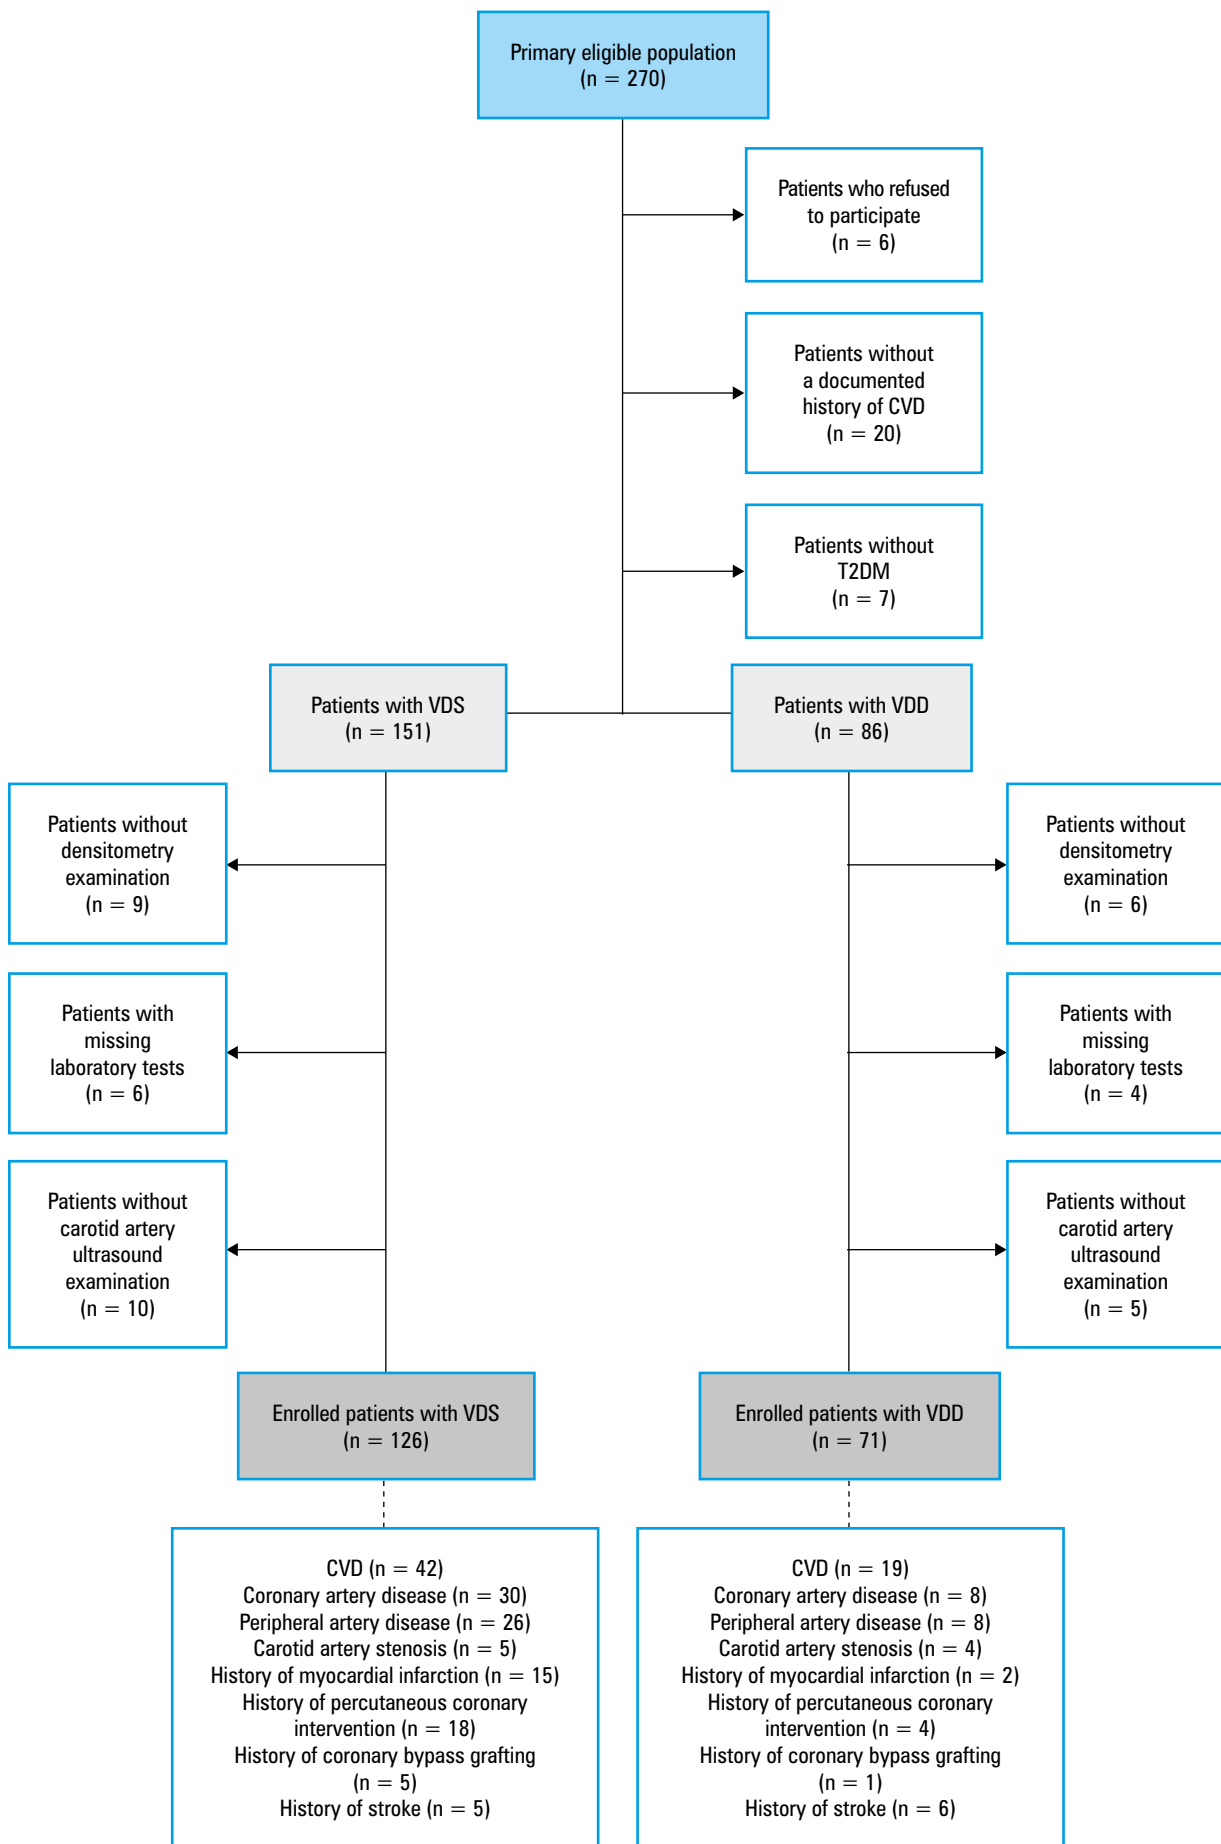 Primary eligible population
(n = 270)
Patients who refused
to participate
(n = 6)
Patients without
a documented
history of CVD
(n = 20)
Patients without
T2DM
(n = 7)
Patients with VDS
(n = 151)
Patients with VDD
(n = 86)
Patients without
densitometry
examination
(n = 9)
Patients without
densitometry
examination
(n = 6)
Patients with
missing
laboratory tests
(n = 6)
Patients with
missing
laboratory tests
(n = 4)
Patients without
carotid artery
ultrasound
examination
(n = 10)
Patients without
carotid artery
ultrasound
examination
(n = 5)
Enrolled patients with VDS
(n = 126)
Enrolled patients with VDD
(n = 71)
CVD (n = 42)
Coronary artery disease (n = 30)
Peripheral artery disease (n = 26)
Carotid artery stenosis (n = 5)
History of myocardial infarction (n = 15)
History of percutaneous coronary
intervention (n = 18)
History of coronary bypass grafting
(n = 5)
History of stroke (n = 5)
CVD (n = 19)
Coronary artery disease (n = 8)
Peripheral artery disease (n = 8)
Carotid artery stenosis (n = 4)
History of myocardial infarction (n = 2)
History of percutaneous coronary
intervention (n = 4)
History of coronary bypass grafting
(n = 1)
History of stroke (n = 6)